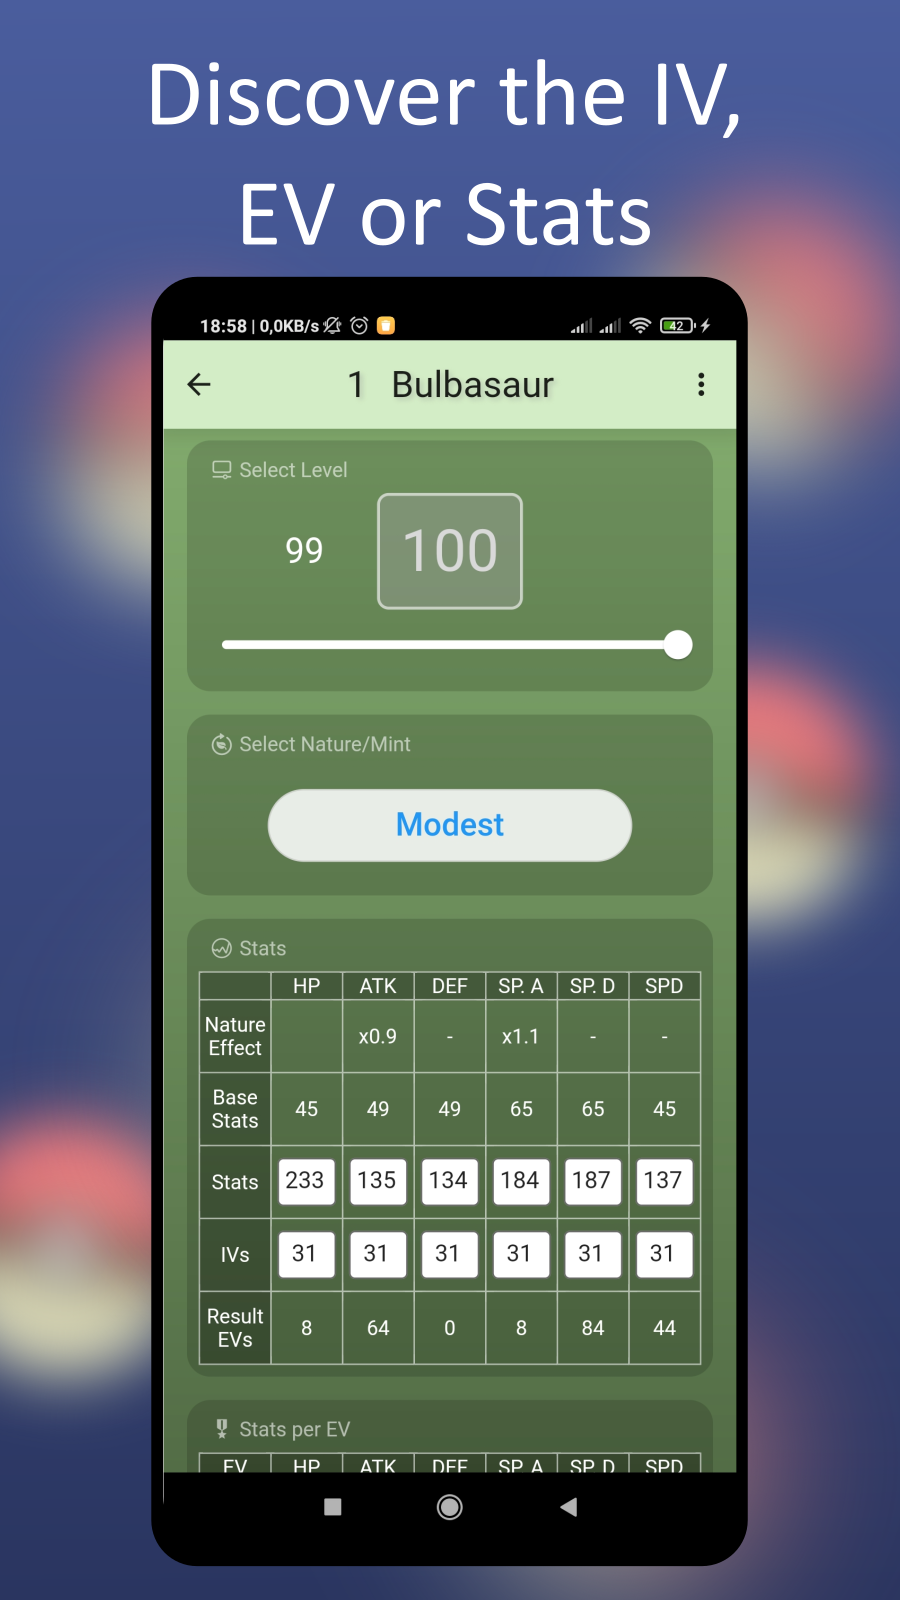 Discover the IV,
EV or Stats
18:58 | 0,0KB/s 42
1 Bulbasaur
Select Level
99 100
Select Nature/Mint
Modest
Stats
HP ATK DEF SP. A SP. D SPD
Nature Effect x0.9 - x1.1 - -
Base Stats 45 49 49 65 65 45
Stats 233 135 134 184 187 137
IVs 31 31 31 31 31 31
Result EVs 8 64 0 8 84 44
Stats per EV
EV HP ATK DEF SP. A SP. D SPD